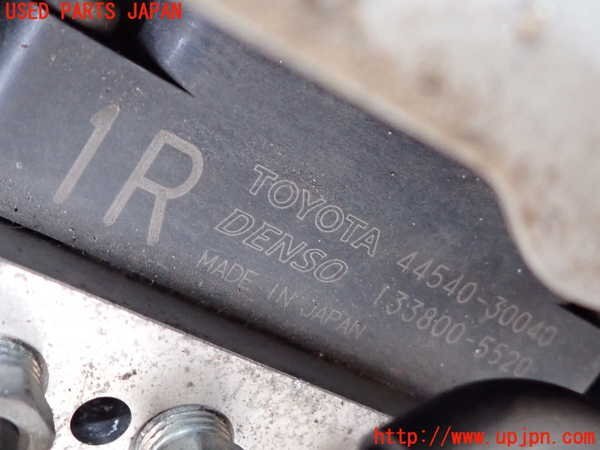 USED PARTS JAPAN
1R
TOYOTA 44540-30040
DENSO 133800-5520
MADE IN JAPAN
http://www.upjpn.com/